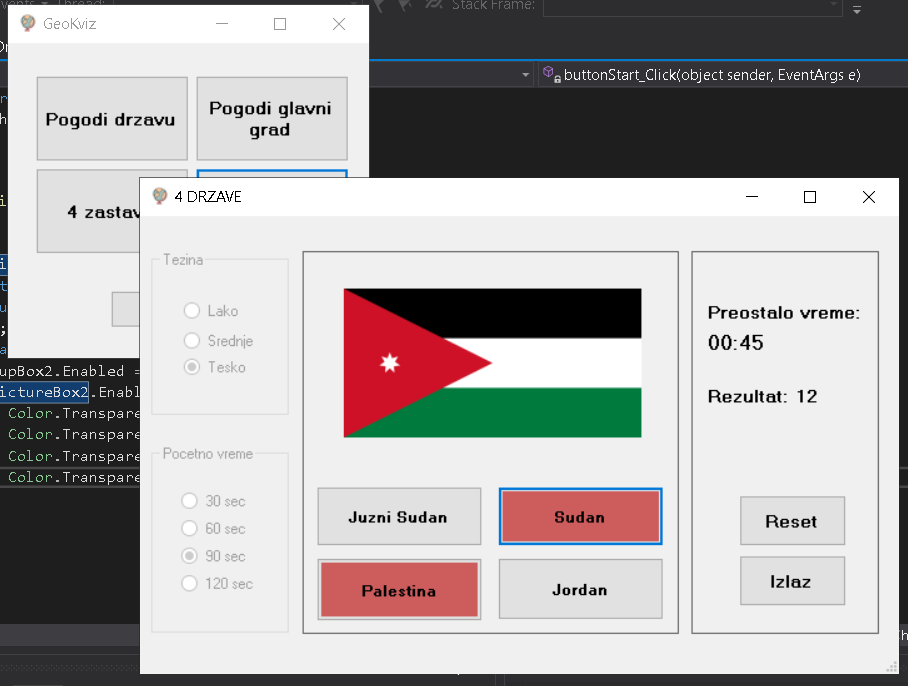 Stack Frame:
GeoKviz
buttonStart_Click(object sender, EventArgs e)
Pogodi drzavu
Pogodi glavni
grad
4 zastav
4 DRZAVE
Tezina
Lako
Srednje
Tesko
Pocetno vreme
30 sec
60 sec
90 sec
120 sec
Juzni Sudan
Sudan
Palestina
Jordan
Preostalo vreme:
00:45
Rezultat: 12
Reset
Izlaz
upBox2.Enabled =
ictureBox2.Enabl
Color.Transpare
Color.Transpare
Color.Transpare
Color.Transpare